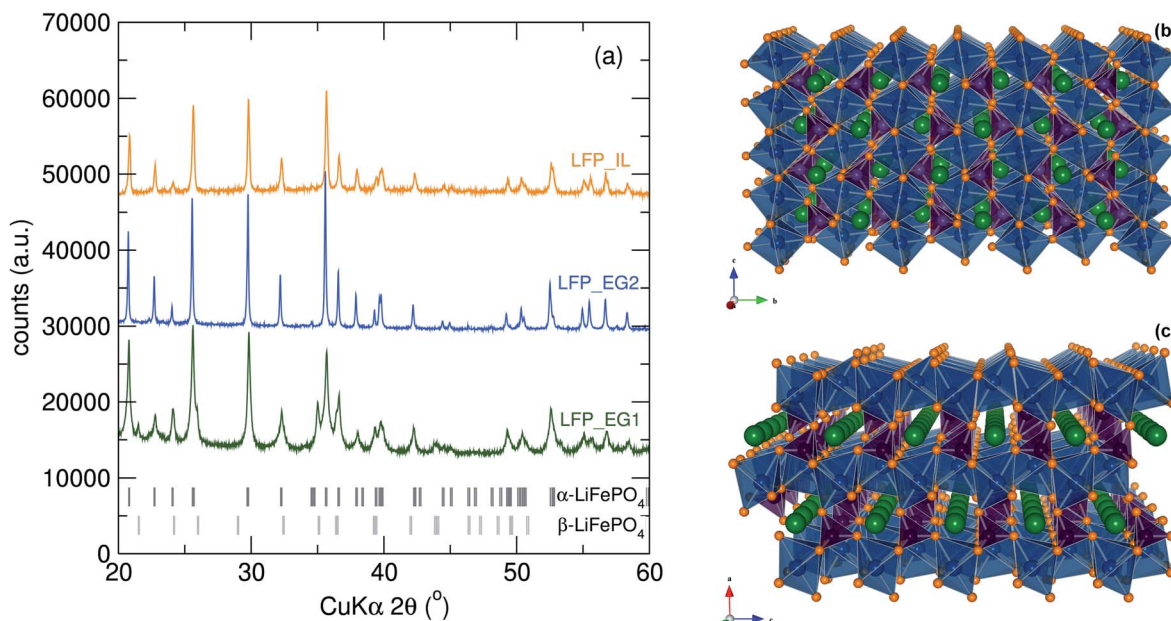 (a)
70000
60000
50000
40000
30000
20000
10000
0
counts (a.u.)
LFP_IL
LFP_EG2
LFP_EG1
α-LiFePO4
β-LiFePO4
20 30 40 50 60
CuKα 2θ (°)
(b
c
b
(c)
a
c